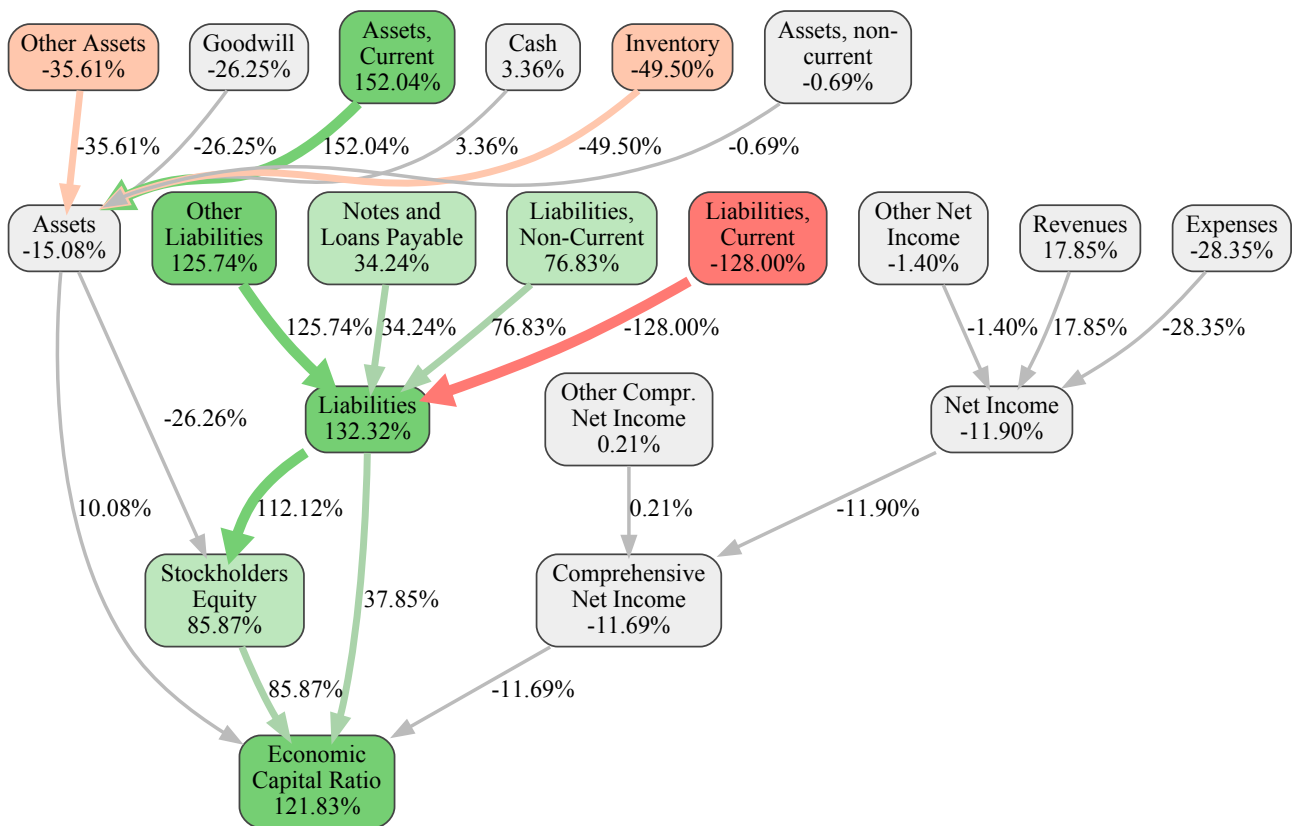 Other Assets
-35.61%
Goodwill
-26.25%
Assets,
Current
152.04%
Cash
3.36%
Inventory
-49.50%
Assets, non-
current
-0.69%
-35.61%
-26.25%
152.04%
3.36%
-49.50%
-0.69%
Assets
-15.08%
Other
Liabilities
125.74%
Notes and
Loans Payable
34.24%
Liabilities,
Non-Current
76.83%
Liabilities,
Current
-128.00%
Other Net
Income
-1.40%
Revenues
17.85%
Expenses
-28.35%
125.74%
34.24%
76.83%
-128.00%
-1.40%
17.85%
-28.35%
-26.26%
Liabilities
132.32%
Other Compr.
Net Income
0.21%
Net Income
-11.90%
10.08%
112.12%
0.21%
-11.90%
Stockholders
Equity
85.87%
37.85%
Comprehensive
Net Income
-11.69%
85.87%
-11.69%
Economic
Capital Ratio
121.83%